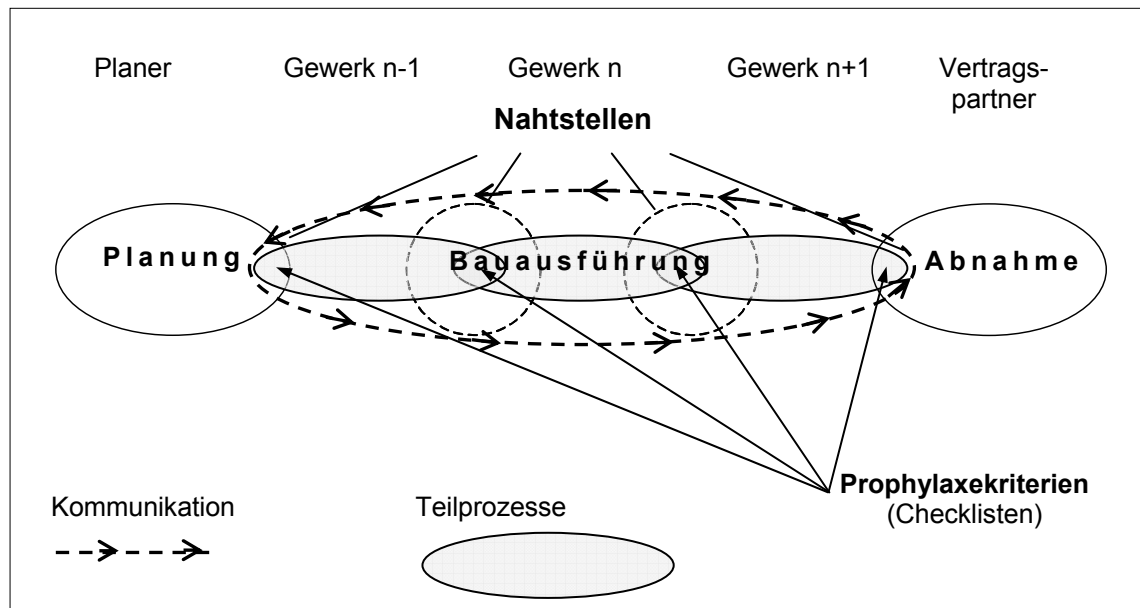 Planer Gewerk n-1 Gewerk n Gewerk n+1 Vertrags-
partner
Nahtstellen
Planung Bauausführung Abnahme
Prophylaxekriterien
(Checklisten)
Kommunikation Teilprozesse